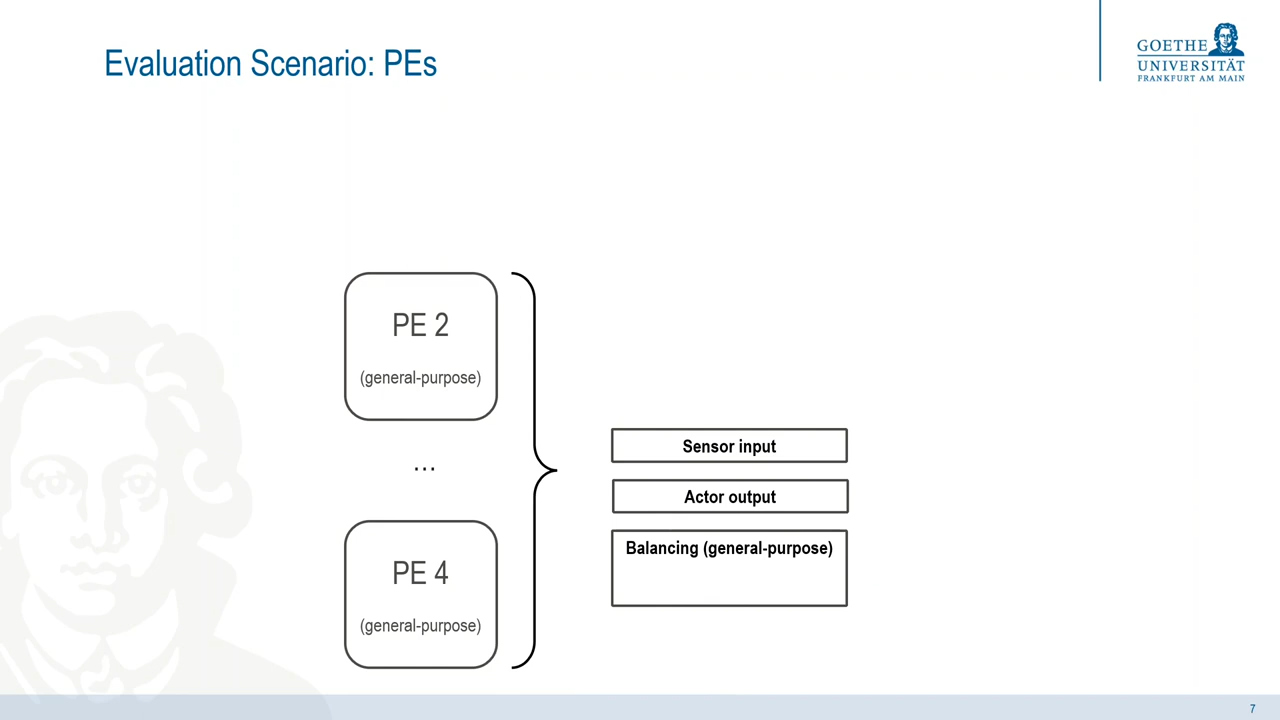 Evaluation Scenario: PEs
GOETHE
UNIVERSITÄT
FRANKFURT AM MAIN
PE 2
(general-purpose)
...
PE 4
(general-purpose)
Sensor input
Actor output
Balancing (general-purpose)
7